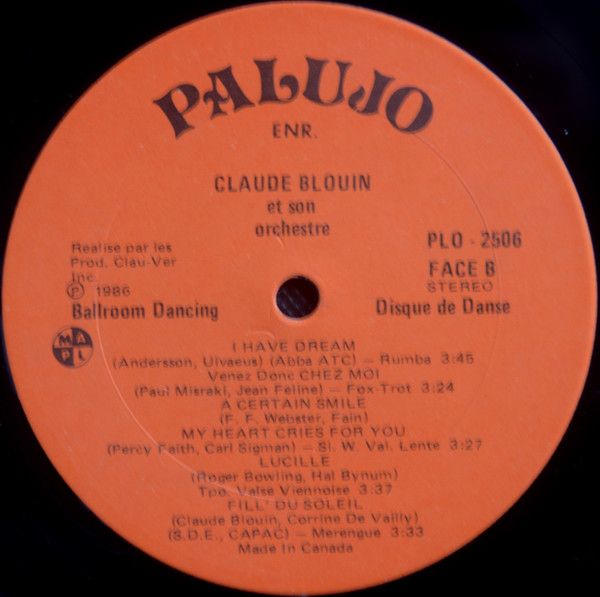 PALUJO
ENR.
CLAUDE BLOUIN
et son
orchestre
Realise par les
Prod. Clau-Ver
Inc.
Ⓟ 1986
Ballroom Dancing
PLO - 2506
FACE B
STEREO
Disque de Danse
M A P L
I HAVE DREAM
(Andersson, Ulvaeus) (Abba ATC) — Rumba 3:45
Venez Donc CHEZ MOI
(Paul Misraki, Jean Feline) — Fox-Trot 3:24
A CERTAIN SMILE
(F. F. Webster, Fain)
MY HEART CRIES FOR YOU
(Percy Faith, Carl Sigman) — Sl. W. Val. Lente 3:27
LUCILLE
(Roger Bowling, Hal Bynum)
Tpo. Valse Viennoise 3:37
FILL' DU SOLEIL
(Claude Blouin, Corrine De Vailly)
(S.D.E., CAPAC) — Merengue 3:33
Made In Canada